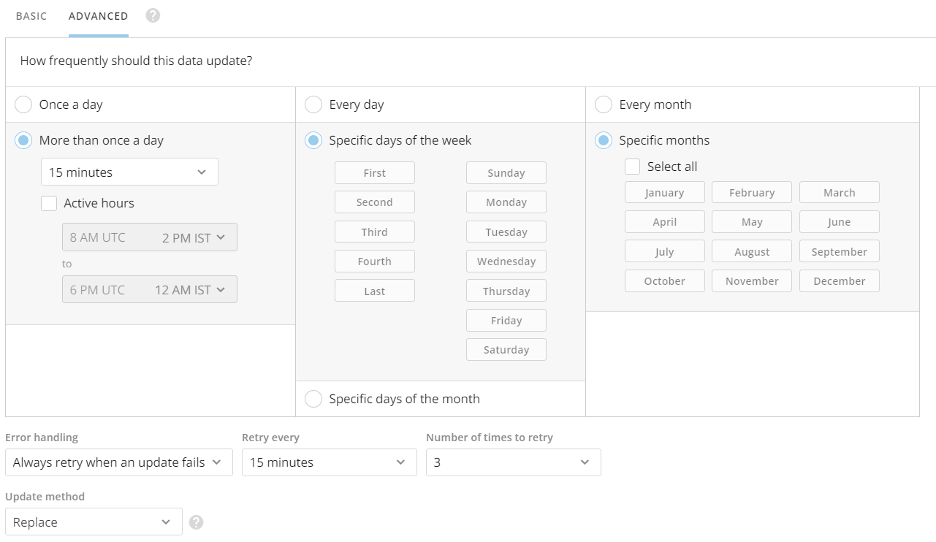 BASIC ADVANCED ?
How frequently should this data update?
Once a day
More than once a day
15 minutes
Active hours
8 AM UTC 2 PM IST
to
6 PM UTC 12 AM IST
Every day
Specific days of the week
First Sunday
Second Monday
Third Tuesday
Fourth Wednesday
Last Thursday
Friday
Saturday
Specific days of the month
Every month
Specific months
Select all
January February March
April May June
July August September
October November December
Error handling Retry every Number of times to retry
Always retry when an update fails 15 minutes 3
Update method
Replace ?